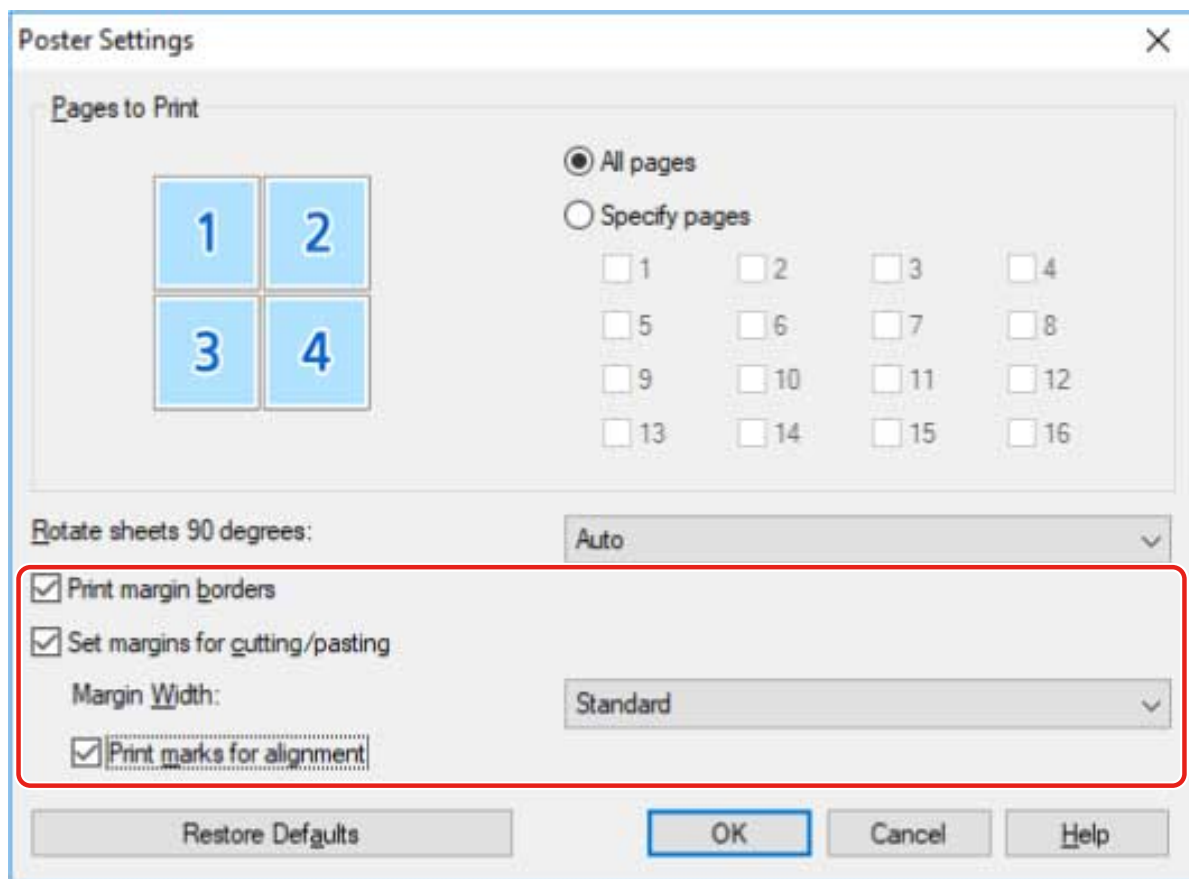 Poster Settings
Pages to Print
1 2
3 4
All pages
Specify pages
1 2 3 4
5 6 7 8
9 10 11 12
13 14 15 16
Rotate sheets 90 degrees: Auto
Print margin borders
Set margins for cutting/pasting
Margin Width: Standard
Print marks for alignment
Restore Defaults OK Cancel Help